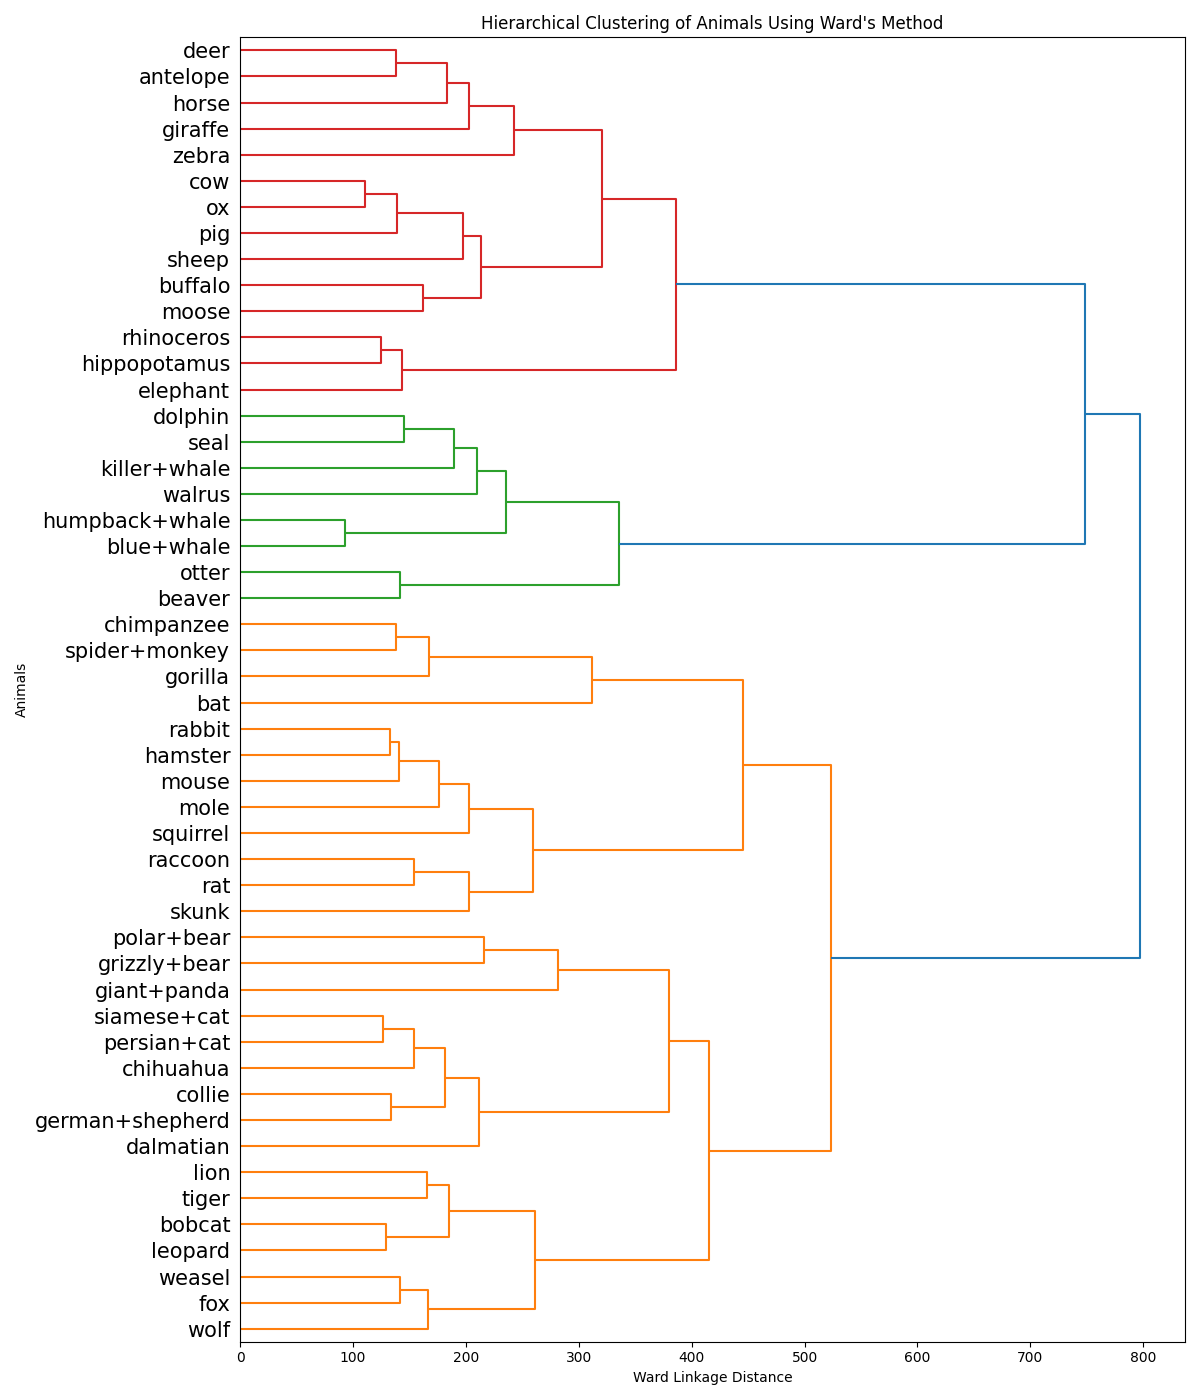 Hierarchical Clustering of Animals Using Ward's Method
deer
antelope
horse
giraffe
zebra
cow
ox
pig
sheep
buffalo
moose
rhinoceros
hippopotamus
elephant
dolphin
seal
killer+whale
walrus
humpback+whale
blue+whale
otter
beaver
chimpanzee
spider+monkey
gorilla
bat
rabbit
hamster
mouse
mole
squirrel
raccoon
rat
skunk
polar+bear
grizzly+bear
giant+panda
siamese+cat
persian+cat
chihuahua
collie
german+shepherd
dalmatian
lion
tiger
bobcat
leopard
weasel
fox
wolf
Animals
0 100 200 300 400 500 600 700 800
Ward Linkage Distance